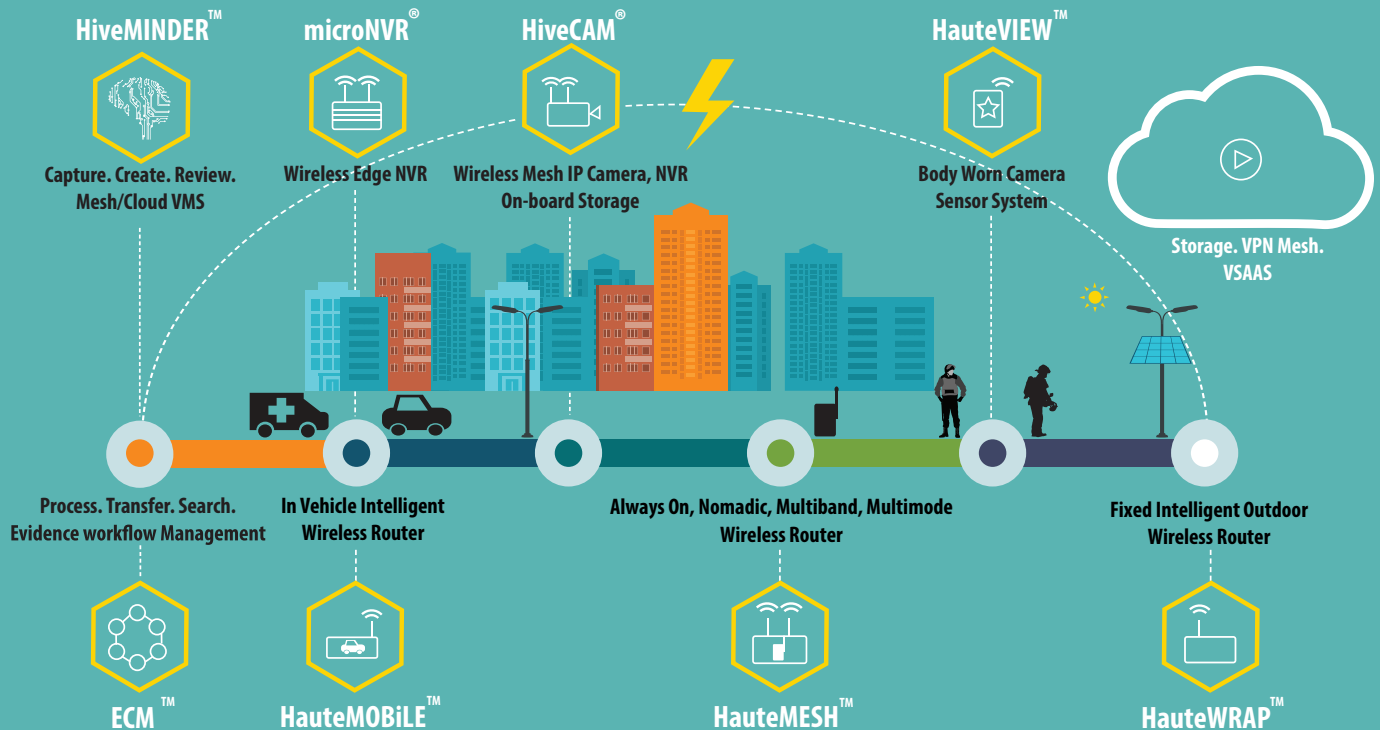 HiveMINDER™
microNVR®
HiveCAM®
HauteVIEW™
Capture. Create. Review.
Mesh/Cloud VMS
Wireless Edge NVR
Wireless Mesh IP Camera, NVR
On-board Storage
Body Worn Camera
Sensor System
Storage. VPN Mesh.
VSAAS
Process. Transfer. Search.
Evidence workflow Management
In Vehicle Intelligent
Wireless Router
Always On, Nomadic, Multiband, Multimode
Wireless Router
Fixed Intelligent Outdoor
Wireless Router
ECM™
HauteMOBiLE™
HauteMESH™
HauteWRAP™